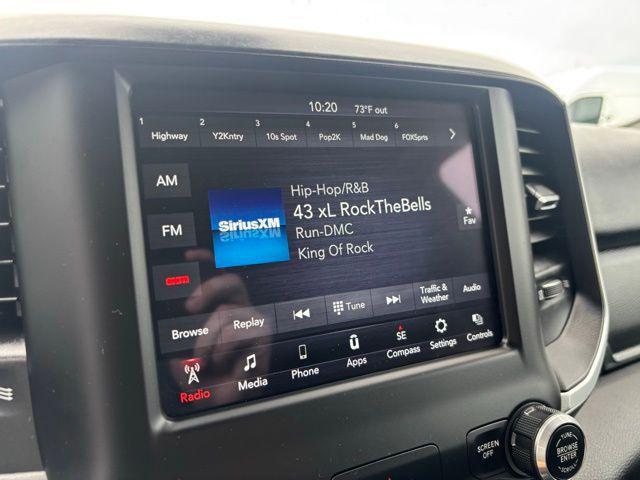 10:20 73°F out
1 Highway 2 Y2Kntry 3 10s Spot 4 Pop2K 5 Mad Dog 6 FOXSprts
AM
FM
SiriusXM
Hip-Hop/R&B
43 xL RockTheBells
Run-DMC
King Of Rock
Fav
Browse Replay Tune Traffic & Weather Audio
Radio Media Phone Apps SE Compass Settings Controls
SCREEN OFF
TUNE
BROWSE
ENTER
SCROLL